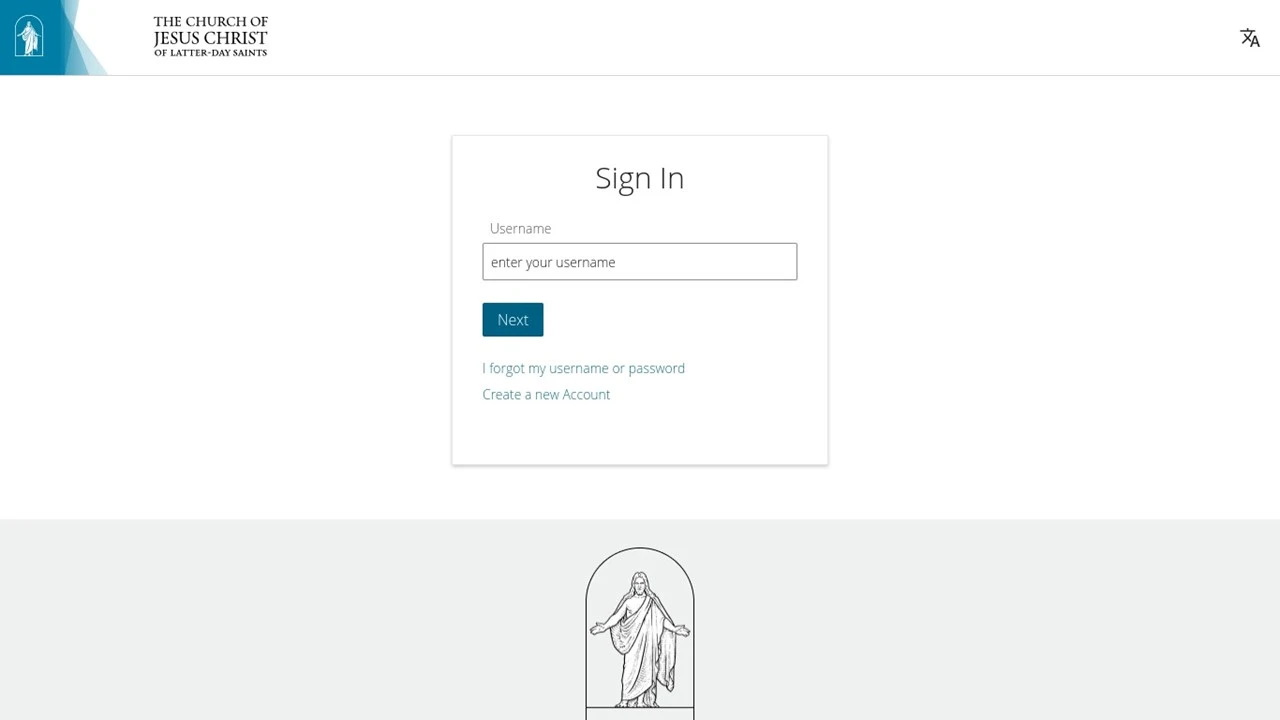 THE CHURCH OF
JESUS CHRIST
OF LATTER-DAY SAINTS
Sign In
Username
enter your username
Next
I forgot my username or password
Create a new Account